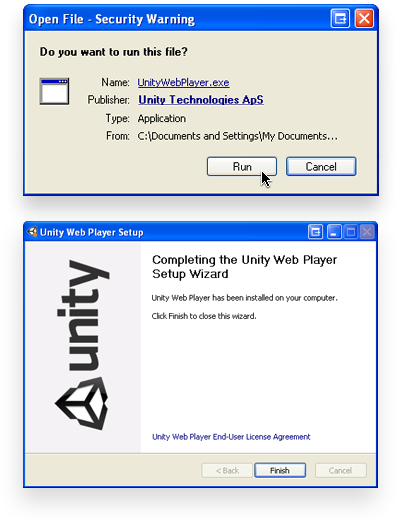 Open File - Security Warning
Do you want to run this file?
Name: UnityWebPlayer.exe
Publisher: Unity Technologies ApS
Type: Application
From: C:\Documents and Settings\My Documents...
Run Cancel
Unity Web Player Setup
unity
Completing the Unity Web Player
Setup Wizard
Unity Web Player has been installed on your computer.
Click Finish to close this wizard.
Unity Web Player End-User License Agreement
< Back Finish Cancel